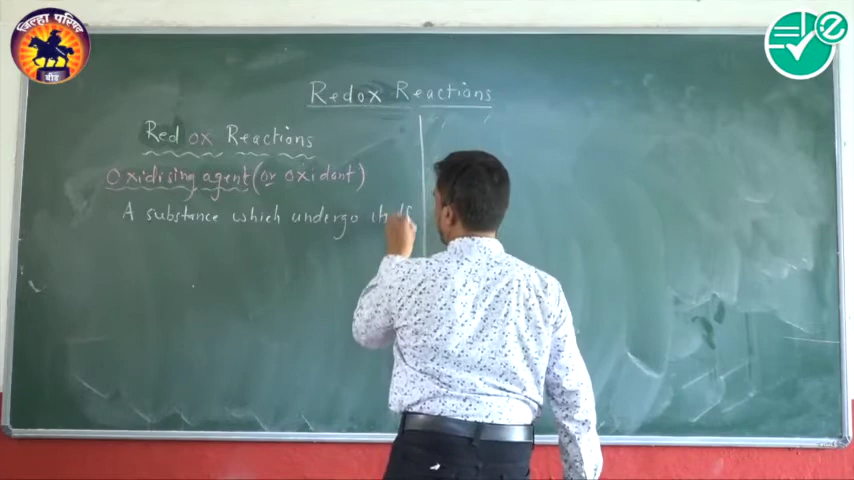 जिल्हा परिषद
बीड
e
Redox Reactions
Redox Reactions
Oxidising agent (or oxidant)
A substance which undergo